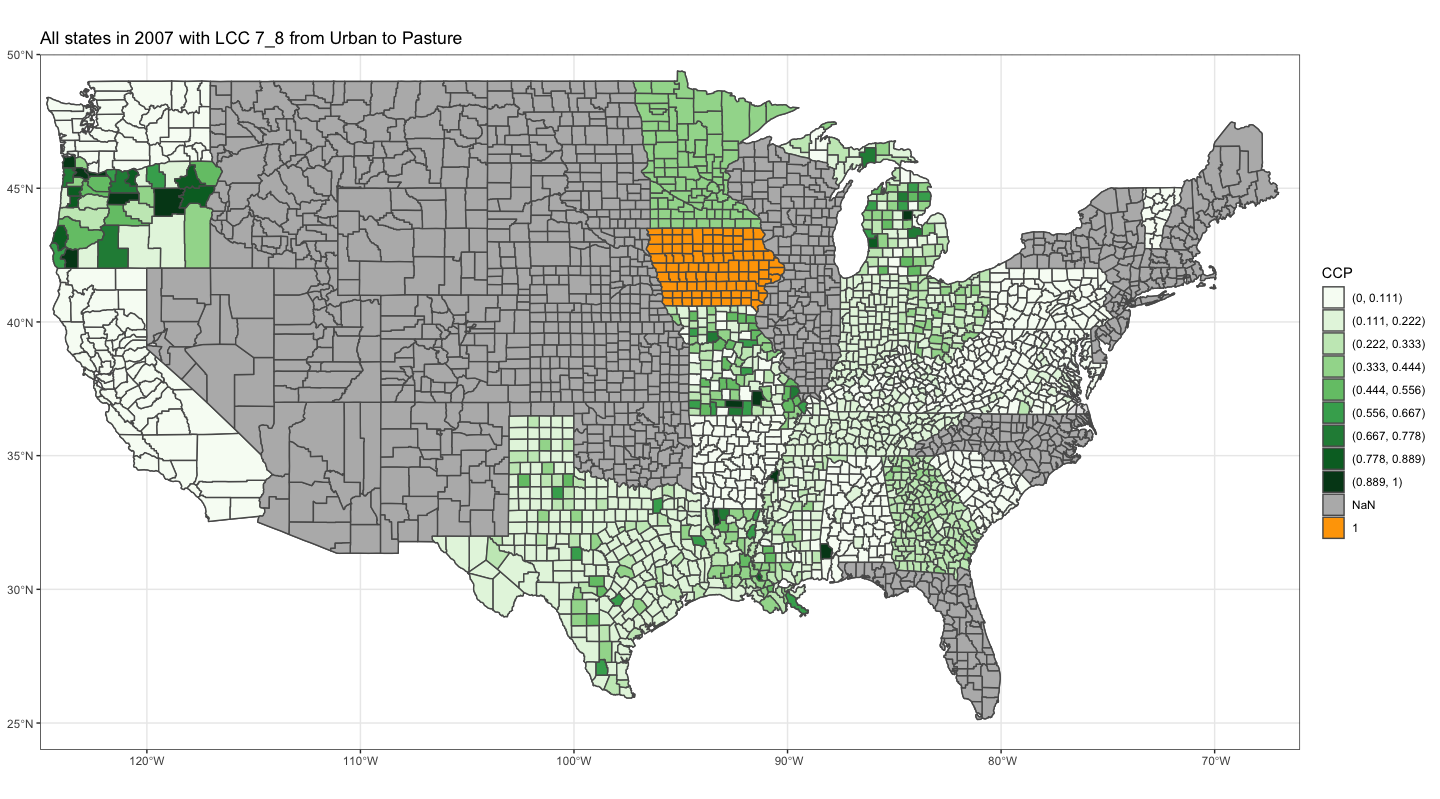 All states in 2007 with LCC 7_8 from Urban to Pasture
50°N
45°N
40°N
35°N
30°N
25°N
120°W
110°W
100°W
90°W
80°W
70°W
CCP
(0, 0.111)
(0.111, 0.222)
(0.222, 0.333)
(0.333, 0.444)
(0.444, 0.556)
(0.556, 0.667)
(0.667, 0.778)
(0.778, 0.889)
(0.889, 1)
NaN
1